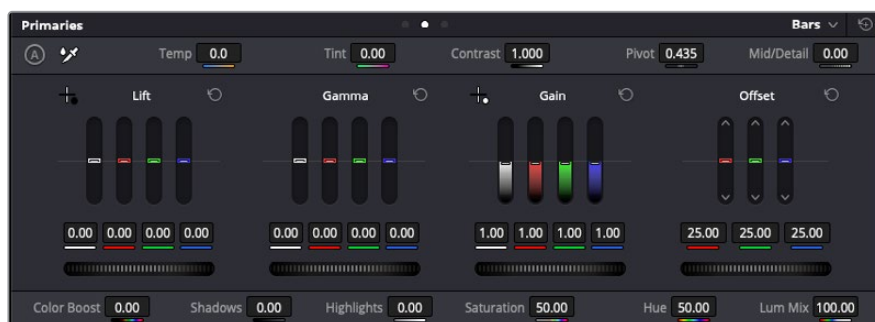 Primaries Bars
A Temp 0.0 Tint 0.00 Contrast 1.000 Pivot 0.435 Mid/Detail 0.00
Lift Gamma Gain Offset
0.00 0.00 0.00 0.00 0.00 0.00 0.00 0.00 1.00 1.00 1.00 1.00 25.00 25.00 25.00
Color Boost 0.00 Shadows 0.00 Highlights 0.00 Saturation 50.00 Hue 50.00 Lum Mix 100.00